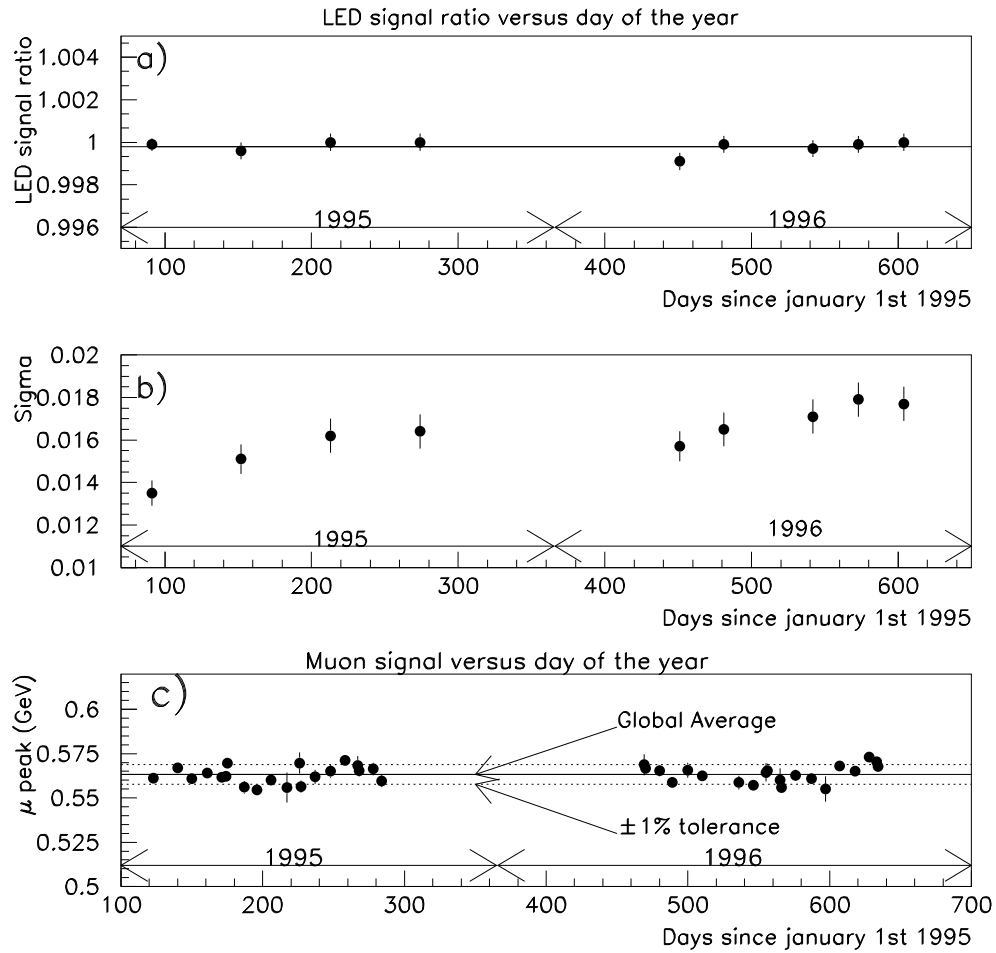 LED signal ratio versus day of the year
LED signal ratio
a)
1.004
1.002
1
0.998
0.996
1995
1996
100 200 300 400 500 600
Days since january 1st 1995
Sigma
b)
0.02
0.018
0.016
0.014
0.012
0.01
1995
1996
100 200 300 400 500 600
Days since january 1st 1995
Muon signal versus day of the year
μ peak (GeV)
c)
0.6
0.575
0.55
0.525
0.5
Global Average
±1% tolerance
1995
1996
100 200 300 400 500 600 700
Days since january 1st 1995